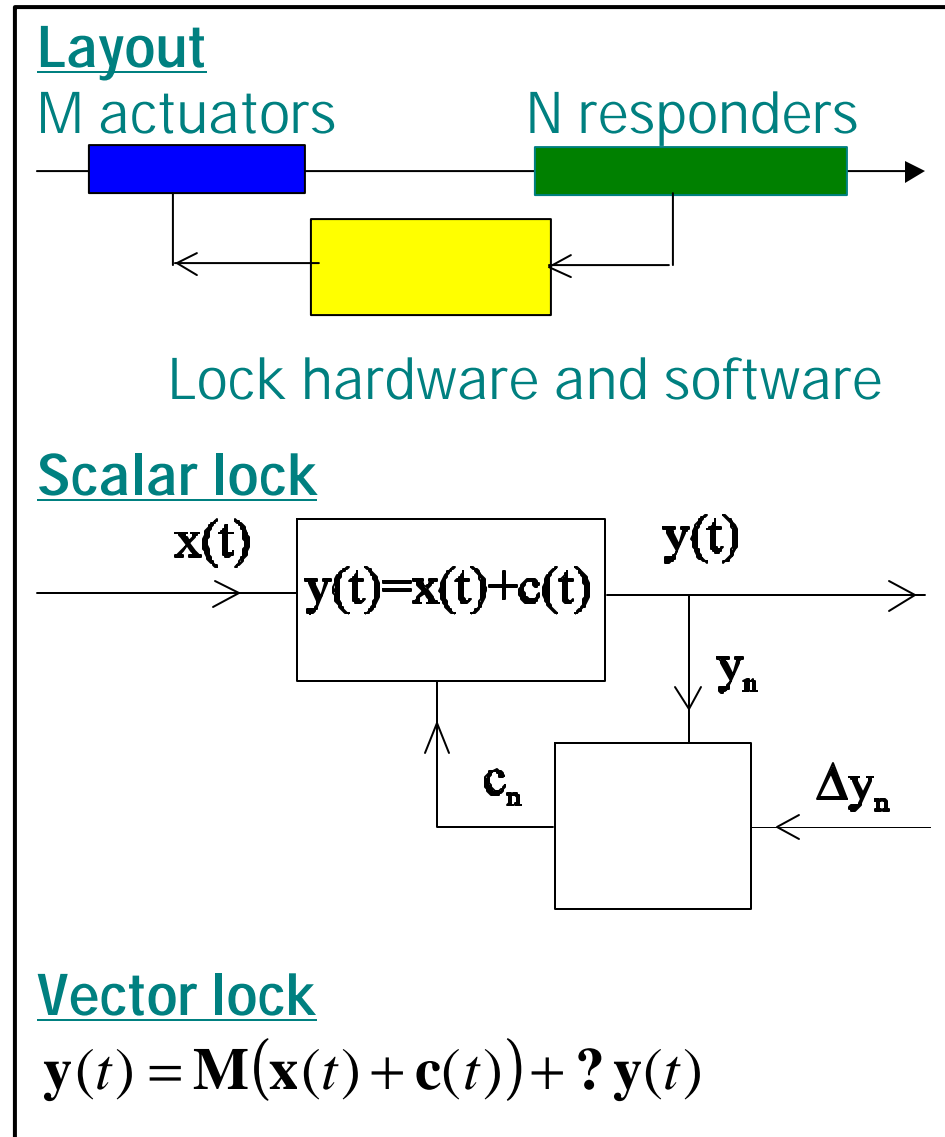 Layout
M actuators N responders
Lock hardware and software
Scalar lock
x(t) y(t)
y(t)=x(t)+c(t)
yₙ
cₙ Δyₙ
Vector lock
y(t) = M(x(t) + c(t)) + ? y(t)